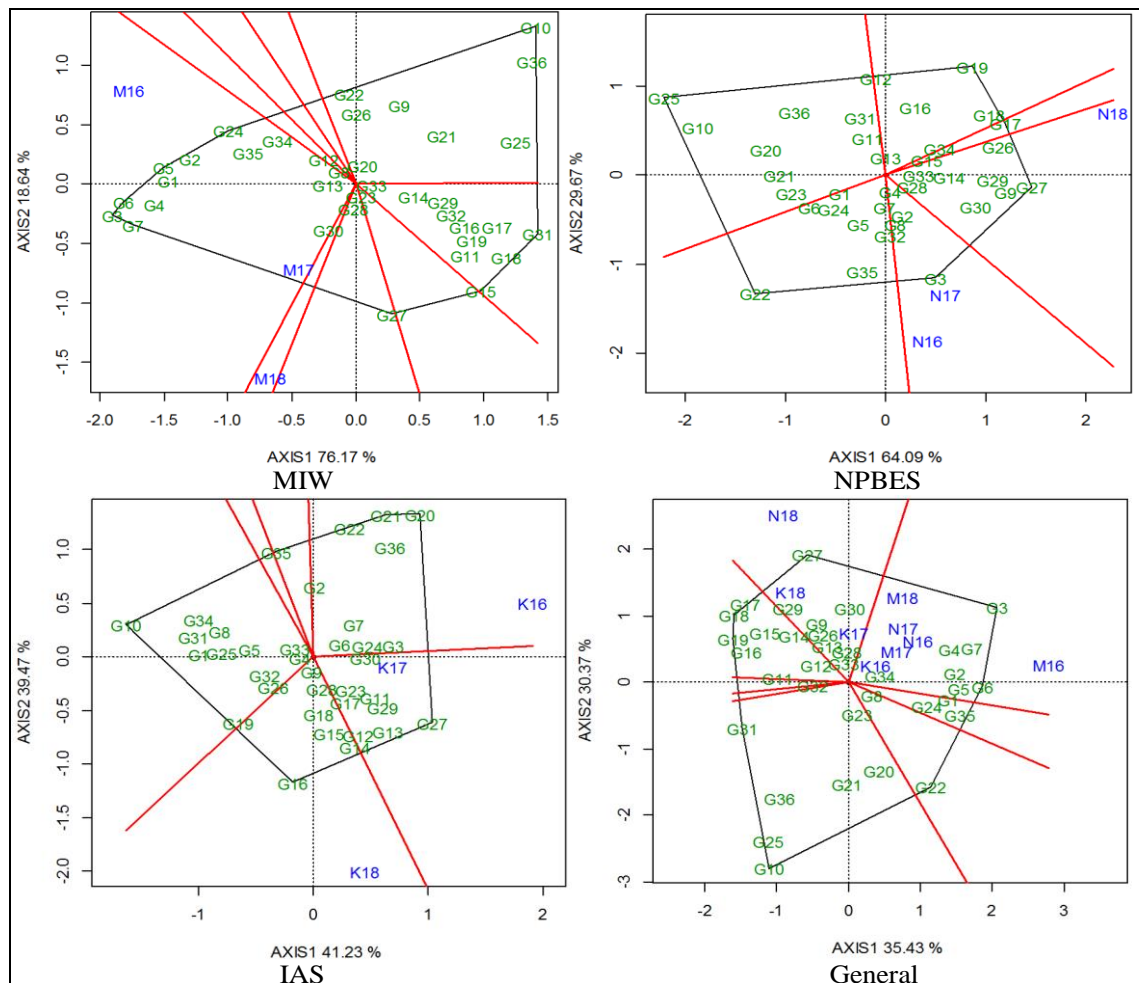 G10
G36
1.0
M16
G22
G9
G26
0.5
G24
G21
G34
G25
G35
G2
G12
G20
G5
G1
G13
G33
0.0
G6
G4
G14
G23
G29
G28
G3
G7
G32
G16
G17
G30
G31
G19
-0.5
G11
G18
M17
G15
-1.0
G27
-1.5
M18
-2.0
-1.5
-1.0
-0.5
0.0
0.5
1.0
1.5
AXIS2 18.64 %
AXIS1 76.17 %
MIW
G19
G12
1
G25
G16
N18
G36
G18
G31
G10
G17
G11
G20
G34
G26
G13
G15
0
G21
G33
G14
G29
G28
G27
G23
G1
G4
G9
G6
G24
G7
G30
G2
G5
G8
G32
-1
G35
G3
G22
N17
N16
-2
-2
-1
0
1
2
AXIS2 29.67 %
AXIS1 64.09 %
NPBES
G21
G20
G22
1.0
G35
G36
G2
0.5
K16
G34
G10
G7
G8
G31
G6
G24
G3
G5
G33
0.0
G1
G25
G4
G30
K17
G9
G32
G26
G28
G23
G11
G17
G29
-0.5
G18
G19
G27
G15
G12
G13
G14
-1.0
G16
-1.5
-2.0
K18
-1
0
1
2
AXIS2 39.47 %
AXIS1 41.23 %
IAS
N18
2
G27
K18
M18
G17
G29
G30
G3
1
G18
G9
N17
G15
G14
G26
K17
G19
N16
G13
G16
G28
M17
G4
G7
G12
G33
K16
M16
G11
G34
G2
0
G32
G6
G5
G8
G1
G24
G23
G35
G31
-1
G20
G21
G22
G36
-2
G25
G10
-3
-2
-1
0
1
2
3
AXIS2 30.37 %
AXIS1 35.43 %
General